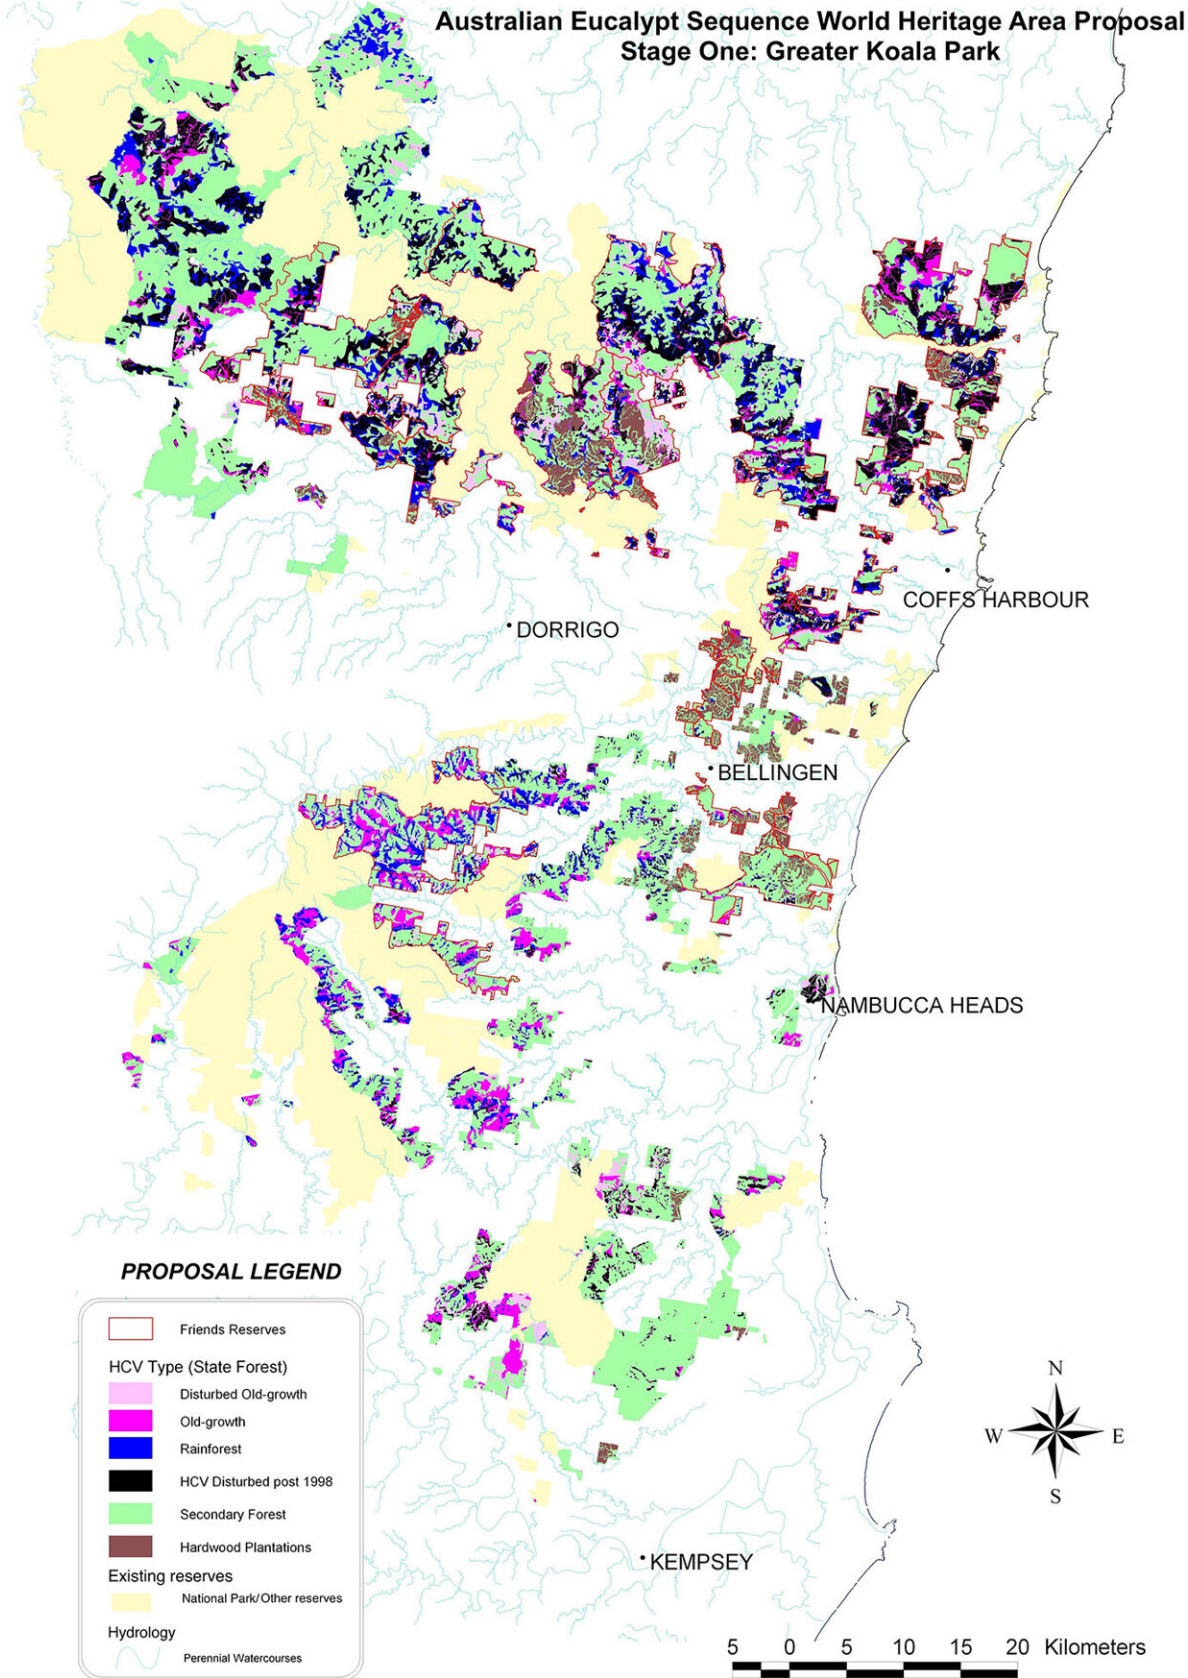 Australian Eucalypt Sequence World Heritage Area Proposal
Stage One: Greater Koala Park
COFFS HARBOUR
DORRIGO
BELLINGEN
NAMBUCCA HEADS
PROPOSAL LEGEND
Friends Reserves
HCV Type (State Forest)
Disturbed Old-growth
Old-growth
Rainforest
HCV Disturbed post 1998
Secondary Forest
Hardwood Plantations
Existing reserves
National Park/Other reserves
Hydrology
Perennial Watercourses
N
W E
S
KEMPSEY
5 0 5 10 15 20 Kilometers